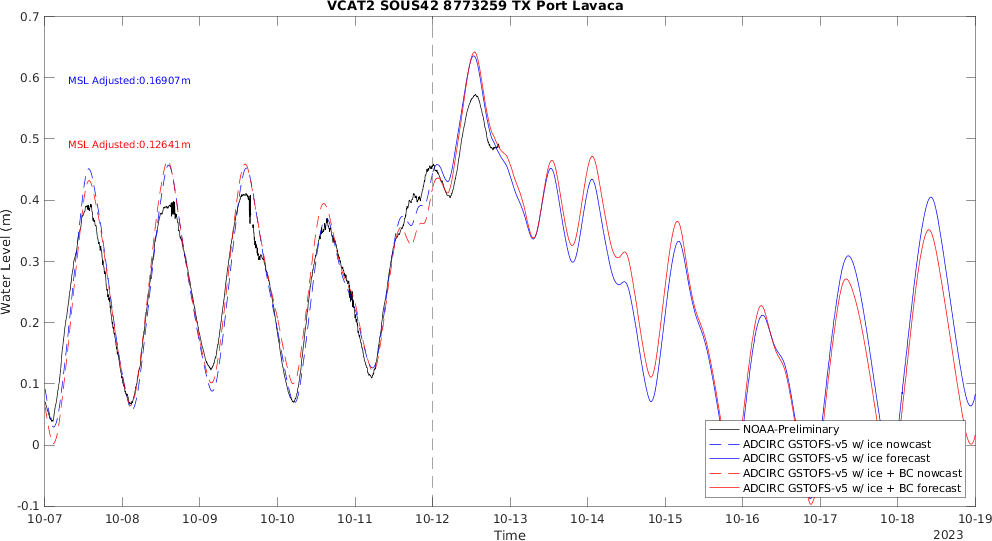 VCAT2 SOUS42 8773259 TX Port Lavaca
0.7
0.6
0.5
0.4
0.3
0.2
0.1
0
-0.1
Water Level (m)
MSL Adjusted:0.16907m
MSL Adjusted:0.12641m
NOAA-Preliminary
ADCIRC GSTOFS-v5 w/ ice nowcast
ADCIRC GSTOFS-v5 w/ ice forecast
ADCIRC GSTOFS-v5 w/ ice + BC nowcast
ADCIRC GSTOFS-v5 w/ ice + BC forecast
10-07 10-08 10-09 10-10 10-11 10-12 10-13 10-14 10-15 10-16 10-17 10-18 10-19
Time
2023